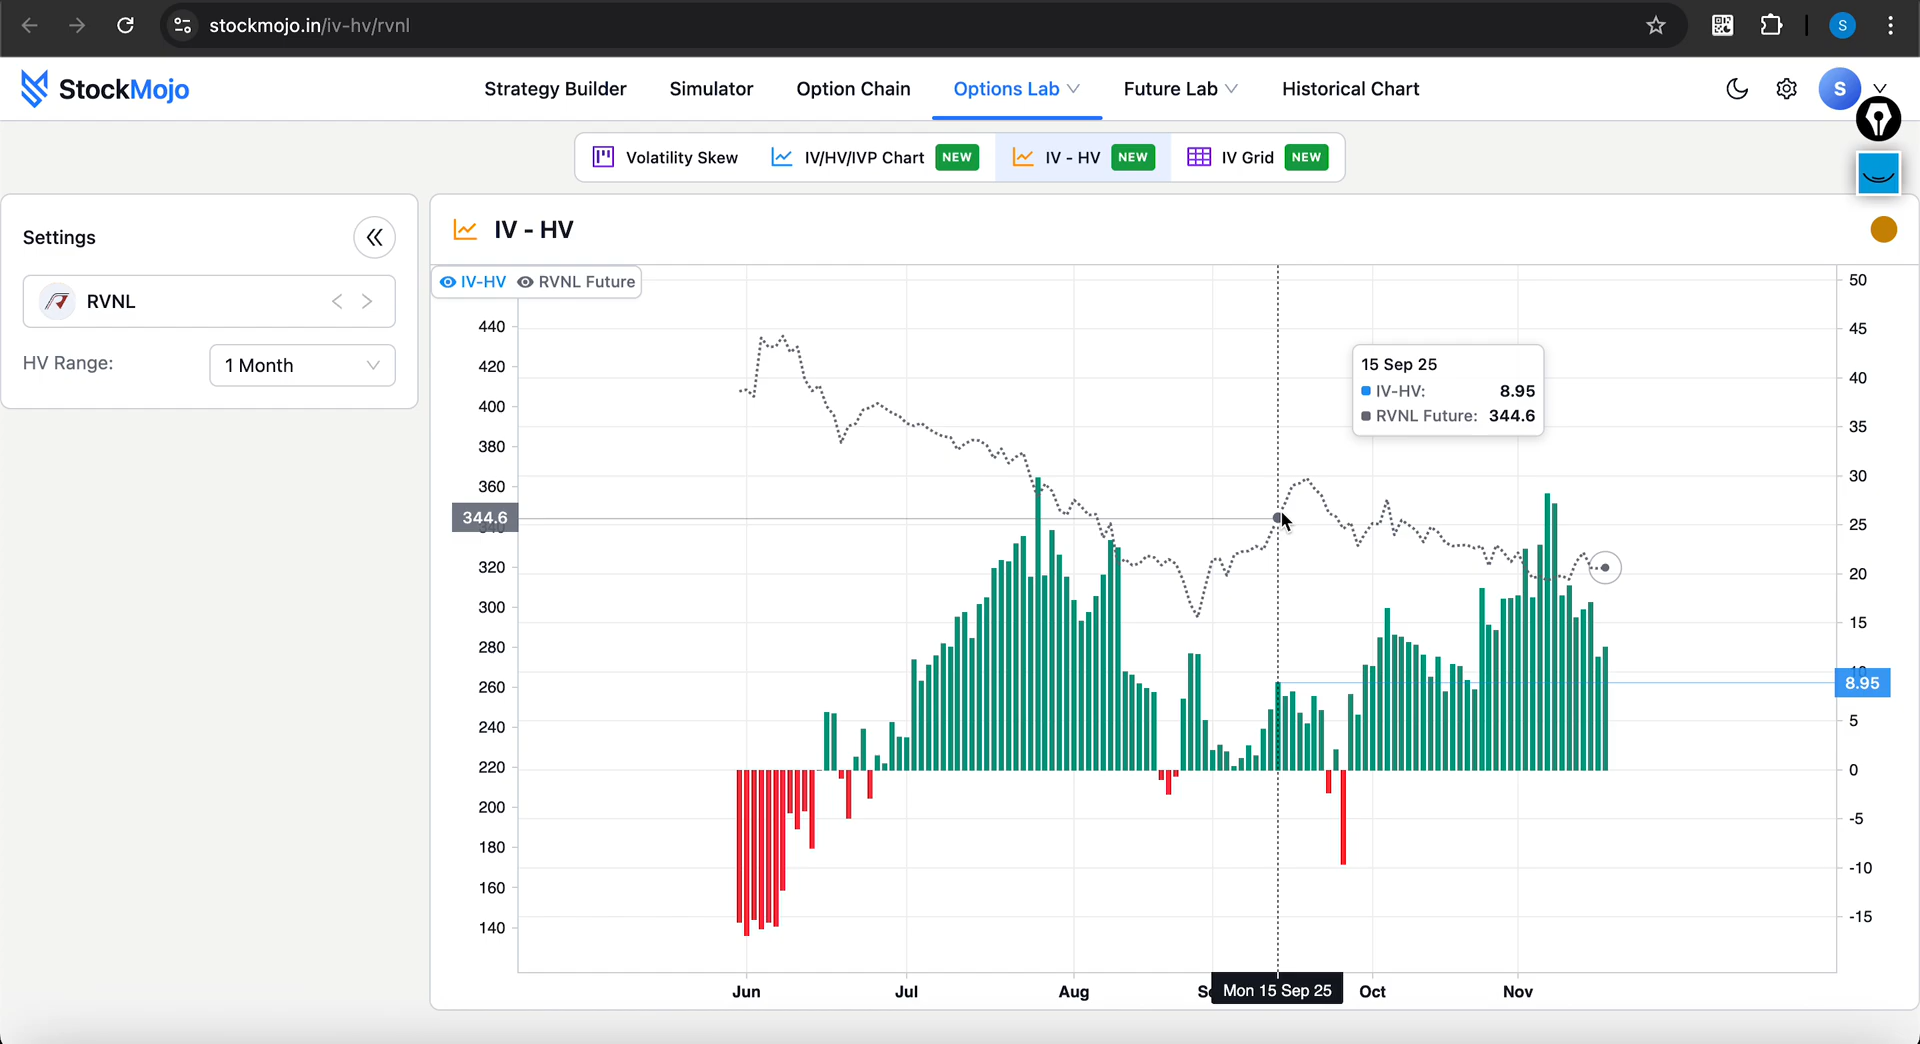 stockmojo.in/iv-hv/rvnl
S
StockMojo
Strategy Builder
Simulator
Option Chain
Options Lab
Future Lab
Historical Chart
S
Volatility Skew
IV/HV/IVP Chart NEW
IV - HV NEW
IV Grid NEW
Settings
RVNL
HV Range:
1 Month
IV - HV
IV-HV RVNL Future
440
420
400
380
360
344.6
320
300
280
260
240
220
200
180
160
140
15 Sep 25
IV-HV: 8.95
RVNL Future: 344.6
50
45
40
35
30
25
20
15
8.95
5
0
-5
-10
-15
Jun
Jul
Aug
Mon 15 Sep 25
Oct
Nov